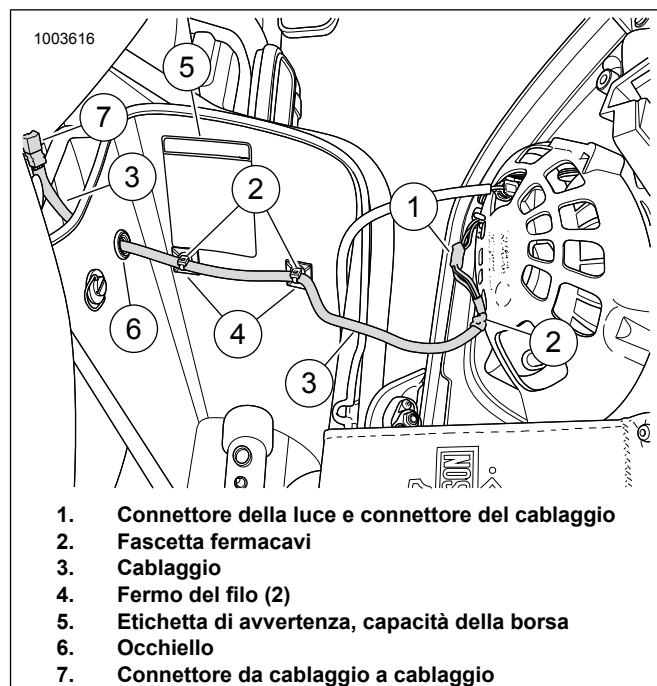 1003616
5
7
3
2
1
6
4
2
3
SON
1. Connettore della luce e connettore del cablaggio
2. Fascetta fermacavi
3. Cablaggio
4. Fermo del filo (2)
5. Etichetta di avvertenza, capacità della borsa
6. Occhiello
7. Connettore da cablaggio a cablaggio